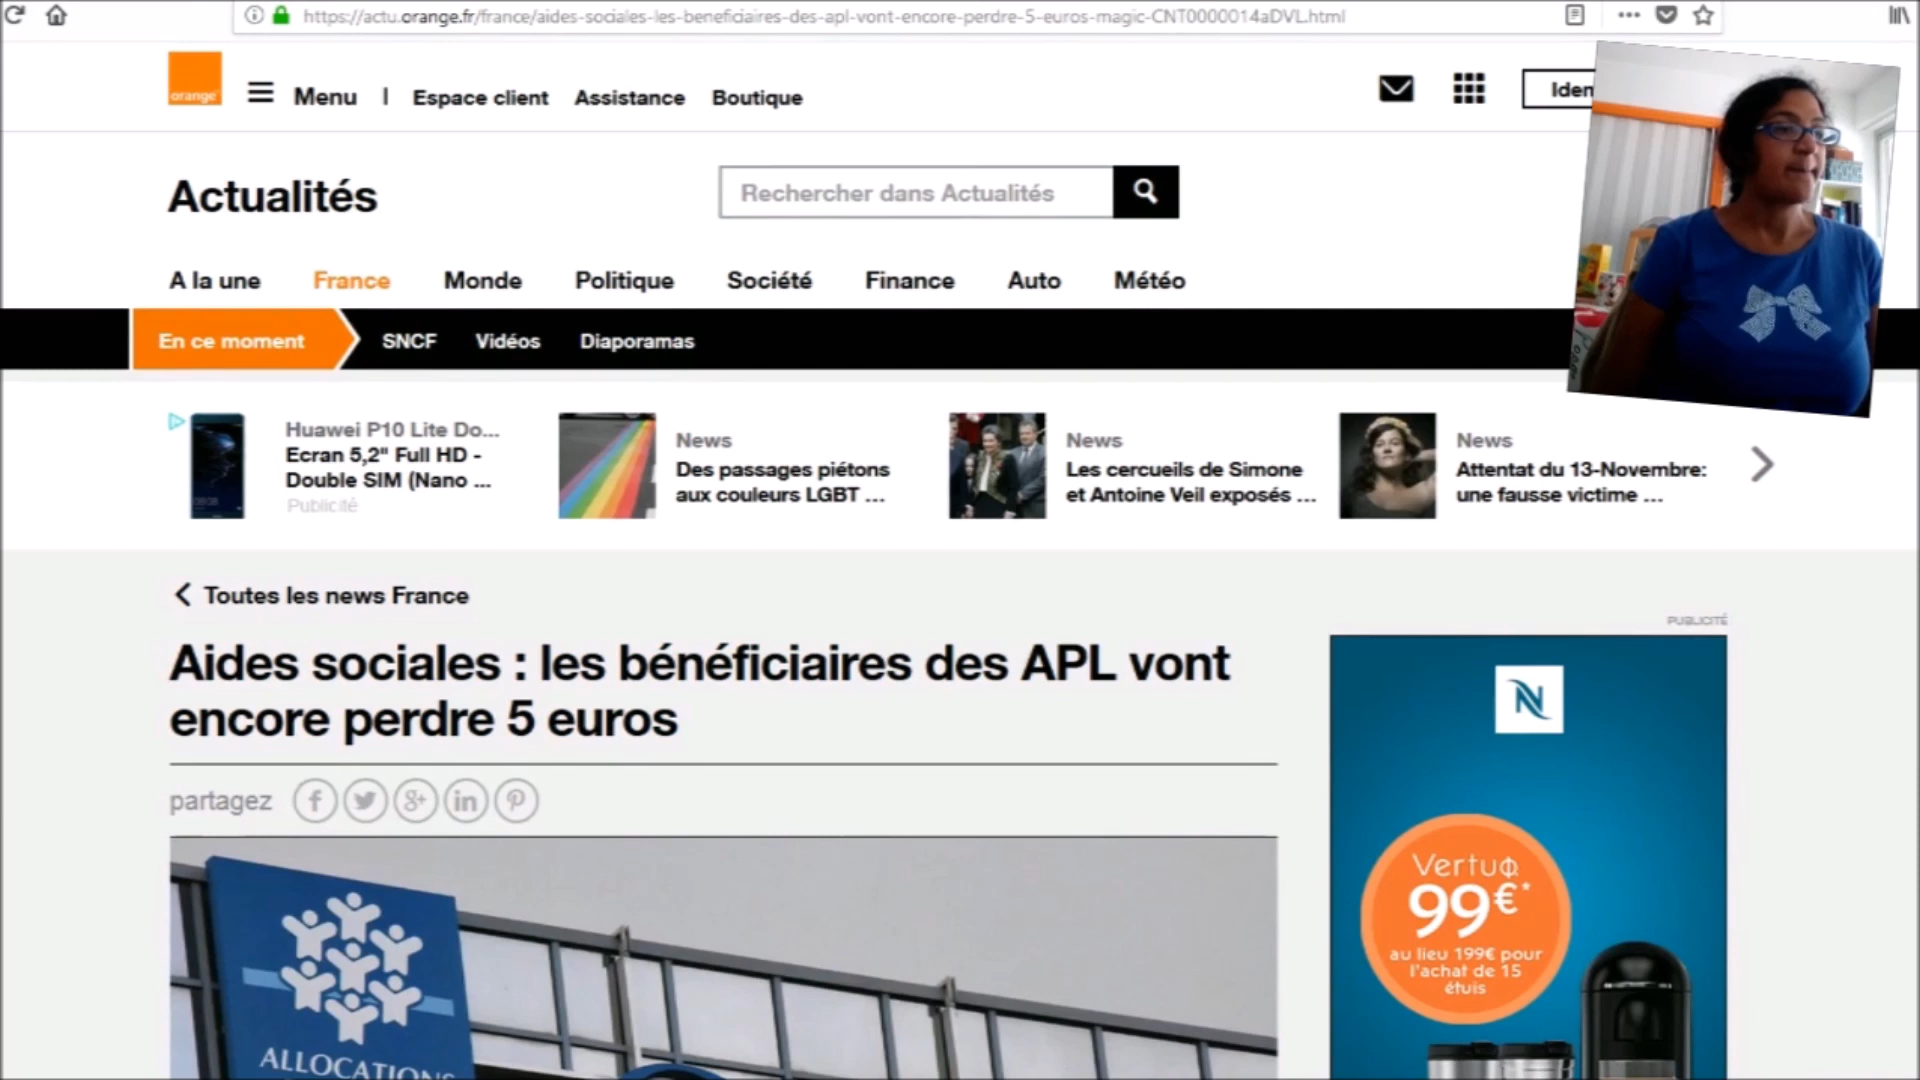 https://actu.orange.fr/france/aides-sociales-les-beneficiaires-des-apl-vont-encore-perdre-5-euros-magic-CNT0000014aDVL.html
orange
Menu | Espace client Assistance Boutique
Iden
Actualités
Rechercher dans Actualités
A la une France Monde Politique Société Finance Auto Météo
En ce moment SNCF Vidéos Diaporamas
Huawei P10 Lite Do...
Ecran 5,2" Full HD -
Double SIM (Nano ...
Publicité
News
Des passages piétons
aux couleurs LGBT ...
News
Les cercueils de Simone
et Antoine Veil exposés ...
News
Attentat du 13-Novembre:
une fausse victime ...
Toutes les news France
PUBLICITÉ
Aides sociales : les bénéficiaires des APL vont
encore perdre 5 euros
partagez
ALLOCATIONS
N
Vertuo
99€*
au lieu 199€ pour
l'achat de 15
étuis